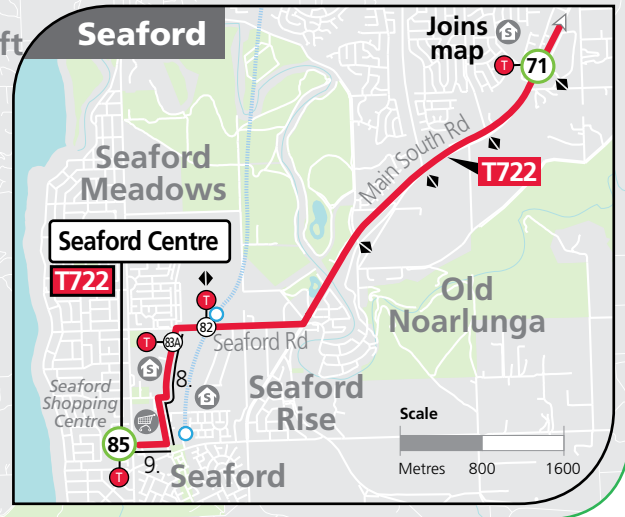 ft
Seaford
Joins
map
S
T
71
Main South Rd
T722
Seaford
Meadows
Seaford Centre
T722
T
82
Seaford Rd
T
83A
S
8.
S
Old
Noarlunga
Seaford
Rise
Seaford
Shopping
Centre
85
9.
T
Seaford
Scale
Metres 800 1600